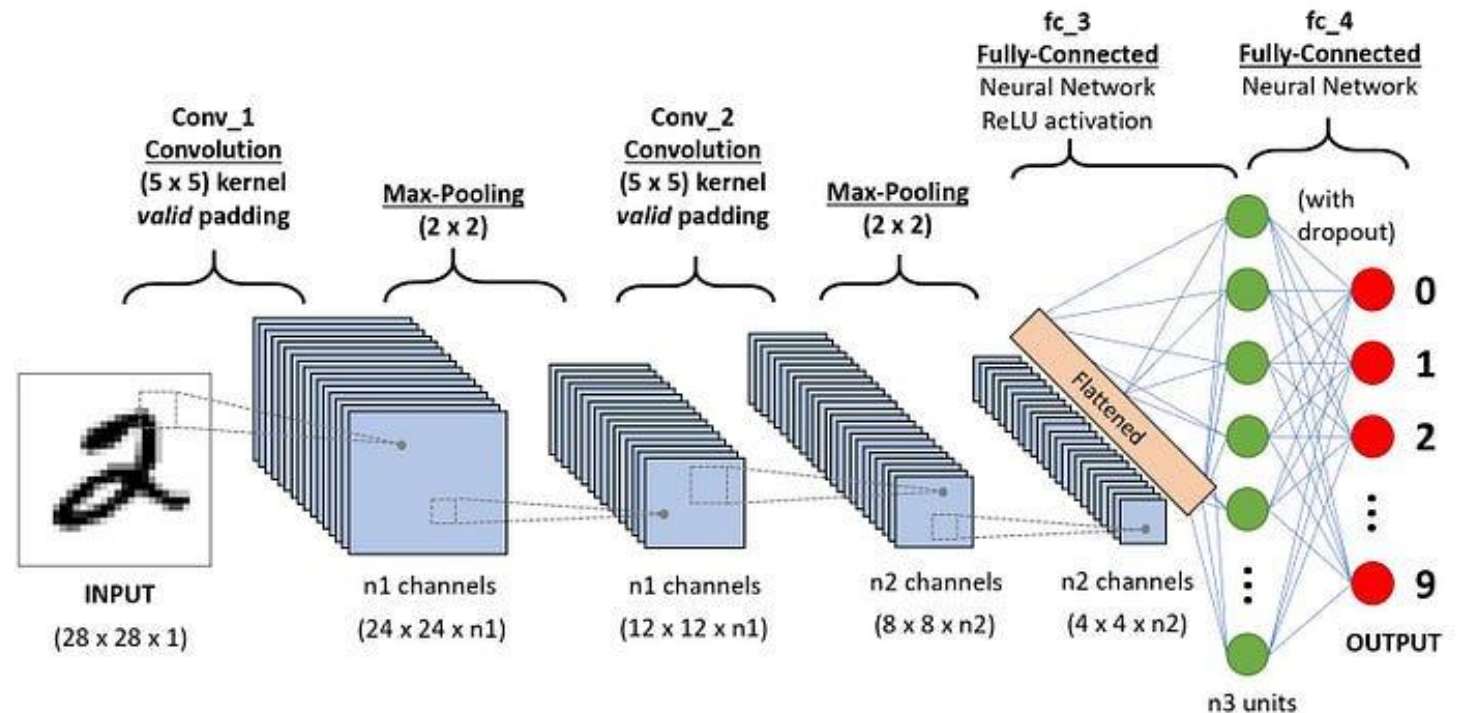 Conv_1
Convolution
(5 x 5) kernel
valid padding
Max-Pooling
(2 x 2)
Conv_2
Convolution
(5 x 5) kernel
valid padding
Max-Pooling
(2 x 2)
fc_3
Fully-Connected
Neural Network
ReLU activation
fc_4
Fully-Connected
Neural Network
(with
dropout)
Flattened
0
1
2
9
OUTPUT
2
INPUT
(28 x 28 x 1)
n1 channels
(24 x 24 x n1)
n1 channels
(12 x 12 x n1)
n2 channels
(8 x 8 x n2)
n2 channels
(4 x 4 x n2)
n3 units